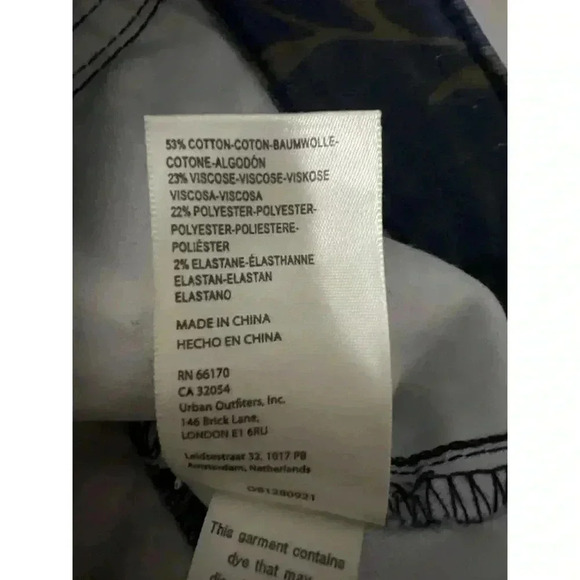 53% COTTON-COTON-BAUMWOLLE-
COTONE-ALGODÓN
23% VISCOSE-VISCOSE-VISKOSE
VISCOSA-VISCOSA
22% POLYESTER-POLYESTER-
POLYESTER-POLIESTERE-
POLIÉSTER
2% ELASTANE-ÉLASTHANNE
ELASTAN-ELASTAN
ELASTANO
MADE IN CHINA
HECHO EN CHINA
RN 66170
CA 32054
Urban Outfitters, Inc.
146 Brick Lane,
LONDON E1 6RU
Leidsestraat 32, 1017 PB
Amsterdam, Netherlands
This garment contains
dye that may